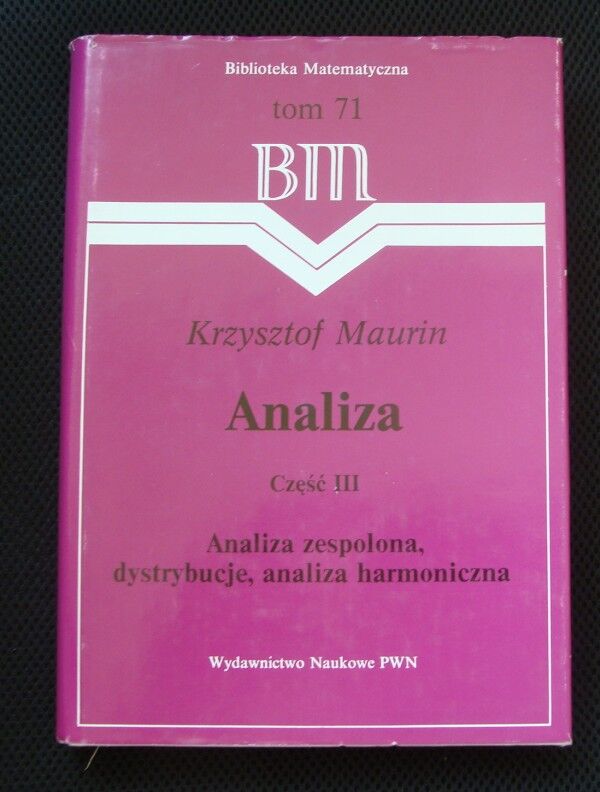 Biblioteka Matematyczna
tom 71
BM
Krzysztof Maurin
Analiza
Część III
Analiza zespolona,
dystrybucje, analiza harmoniczna
Wydawnictwo Naukowe PWN